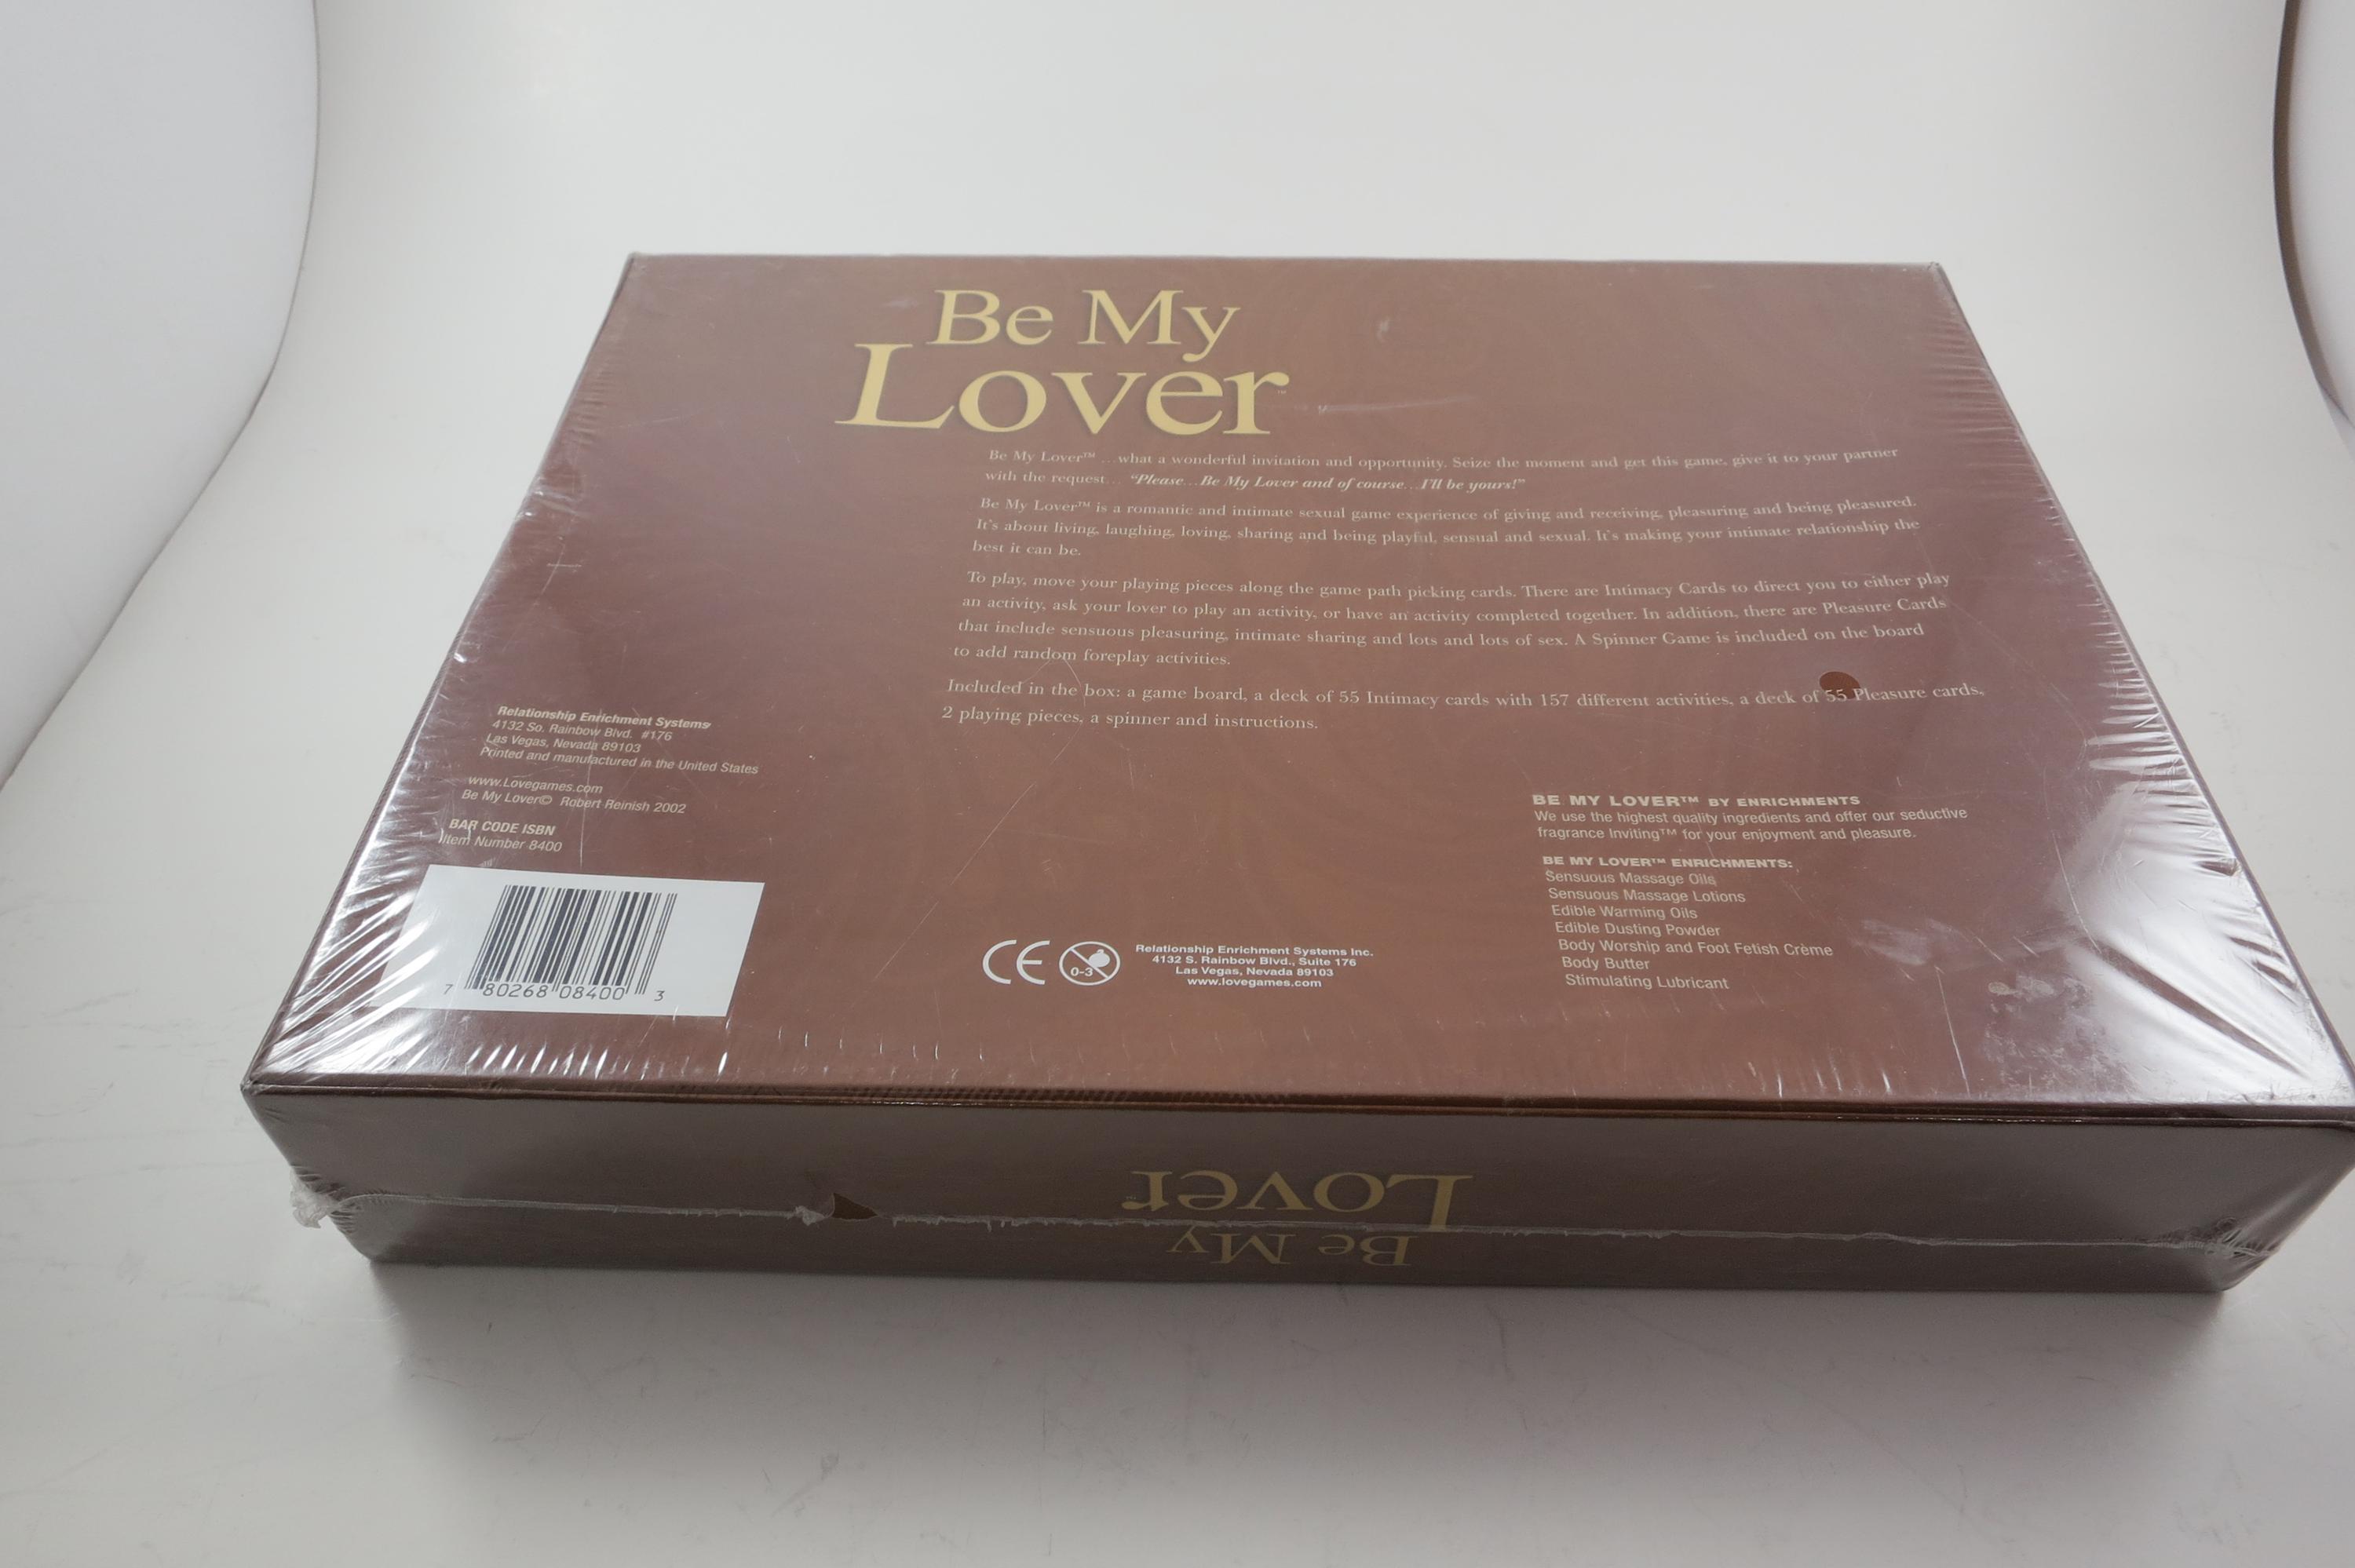 Be My
Lover™
Be My Lover™ ...what a wonderful invitation and opportunity. Seize the moment and get this game, give it to your partner
with the request... "Please...Be My Lover and of course...I'll be yours!"
Be My Lover™ is a romantic and intimate sexual game experience of giving and receiving, pleasuring and being pleasured.
It's about living, laughing, loving, sharing and being playful, sensual and sexual. It's making your intimate relationship the
best it can be.
To play, move your playing pieces along the game path picking cards. There are Intimacy Cards to direct you to either play
an activity, ask your lover to play an activity, or have an activity completed together. In addition, there are Pleasure Cards
that include sensuous pleasuring, intimate sharing and lots and lots of sex. A Spinner Game is included on the board
to add random foreplay activities.
Included in the box: a game board, a deck of 55 Intimacy cards with 157 different activities, a deck of 55 Pleasure cards,
2 playing pieces, a spinner and instructions.
Relationship Enrichment Systems
4132 So. Rainbow Blvd. #176
Las Vegas, Nevada 89103
Printed and manufactured in the United States
www.Lovegames.com
Be My Lover© Robert Reinish 2002
BAR CODE ISBN
Item Number 8400
7 80268 08400 3
CE
0-3
Relationship Enrichment Systems Inc.
4132 S. Rainbow Blvd., Suite 176
Las Vegas, Nevada 89103
www.lovegames.com
BE MY LOVER™ BY ENRICHMENTS
We use the highest quality ingredients and offer our seductive
fragrance Inviting™ for your enjoyment and pleasure.
BE MY LOVER™ ENRICHMENTS:
Sensuous Massage Oils
Sensuous Massage Lotions
Edible Warming Oils
Edible Dusting Powder
Body Worship and Foot Fetish Crème
Body Butter
Stimulating Lubricant
Be My
Lover™